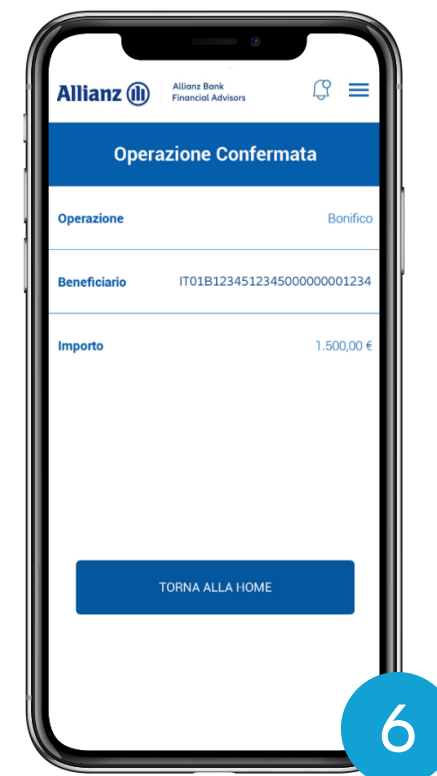 Allianz
Allianz Bank
Financial Advisors
Operazione Confermata
Operazione Bonifico
Beneficiario IT01B1234512345000000001234
Importo 1.500,00 €
TORNA ALLA HOME
6